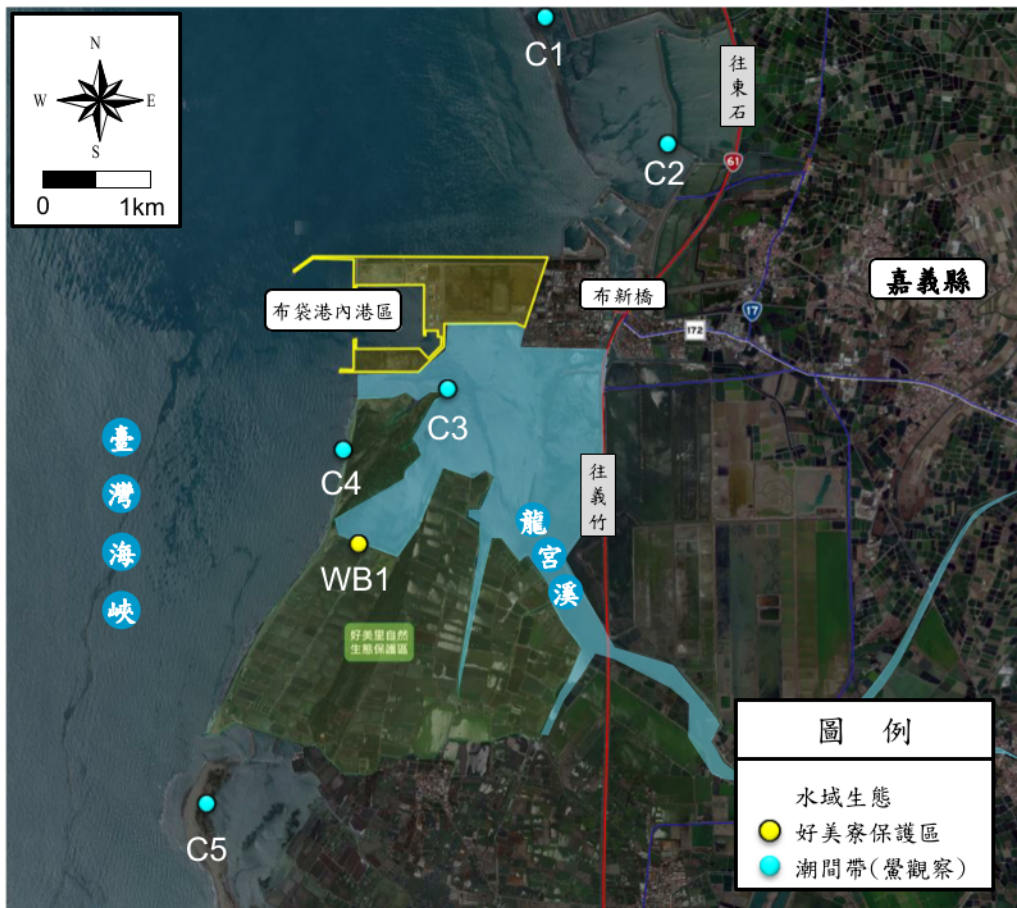 N
W
E
S
0
1km
C1
往東石
61
C2
嘉義縣
布新橋
布袋港內港區
17
172
C3
C4
臺灣海峽
往義竹
龍宮溪
WB1
好美里自然
生態保護區
C5
圖 例
水域生態
好美寮保護區
潮間帶(鱟觀察)